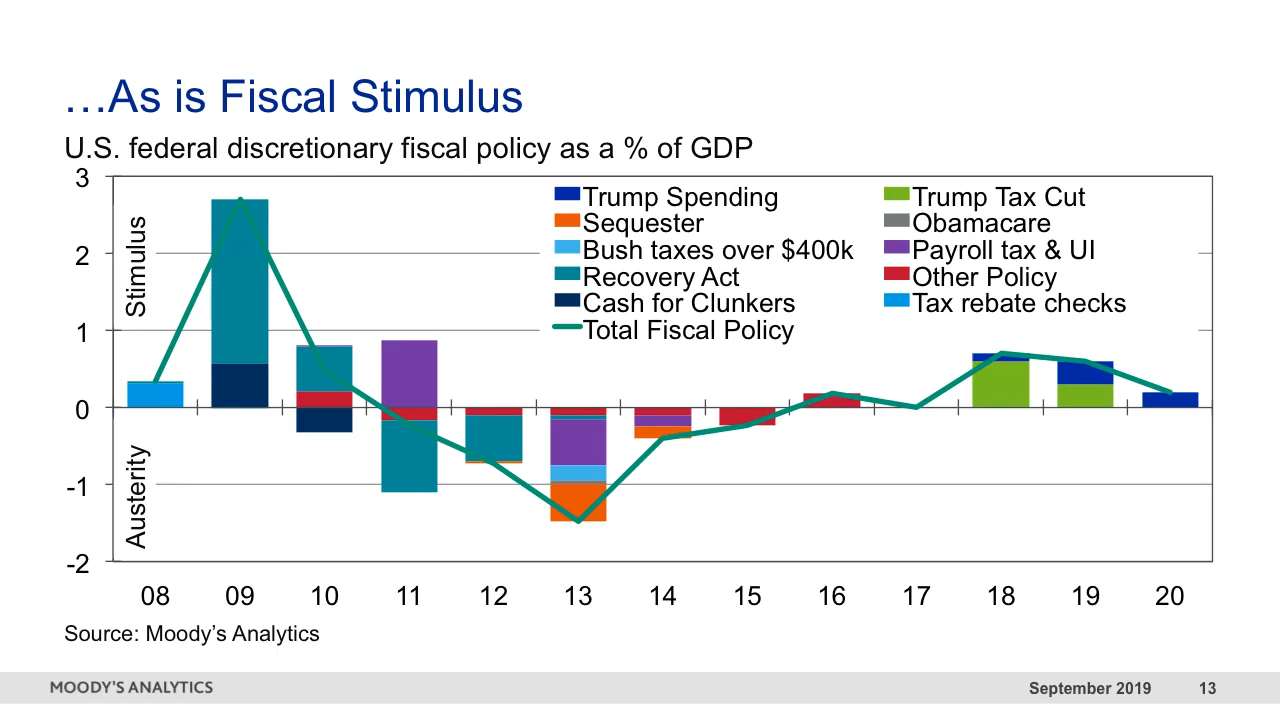 …As is Fiscal Stimulus
U.S. federal discretionary fiscal policy as a % of GDP
3
2
1
0
-1
-2
Stimulus
Austerity
Trump Spending
Trump Tax Cut
Sequester
Obamacare
Bush taxes over $400k
Payroll tax & UI
Recovery Act
Other Policy
Cash for Clunkers
Tax rebate checks
Total Fiscal Policy
08 09 10 11 12 13 14 15 16 17 18 19 20
Source: Moody’s Analytics
MOODY'S ANALYTICS
September 2019 13